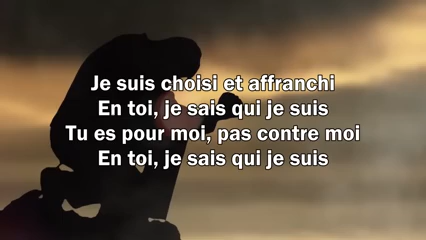 Je suis choisi et affranchi
En toi, je sais qui je suis
Tu es pour moi, pas contre moi
En toi, je sais qui je suis